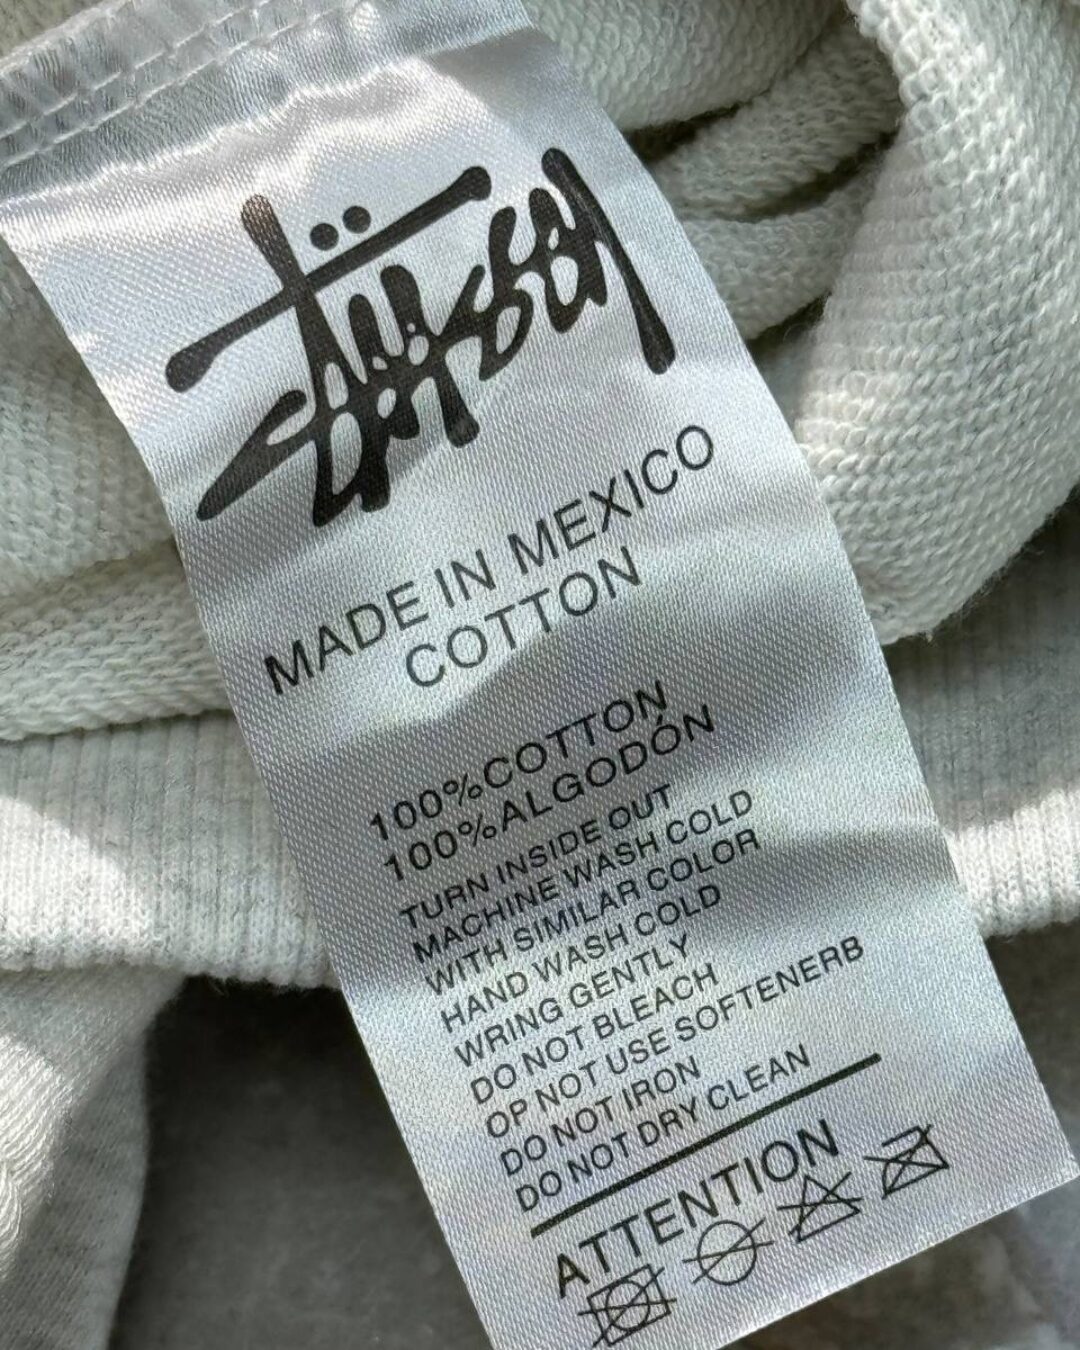 Stüssy
MADE IN MEXICO
COTTON
100%COTTON
100%ALGODÓN
TURN INSIDE OUT
MACHINE WASH COLD
WITH SIMILAR COLOR
HAND WASH COLD
WRING GENTLY
DO NOT BLEACH
OP NOT USE SOFTENERB
DO NOT IRON
DO NOT DRY CLEAN
ATTENTION